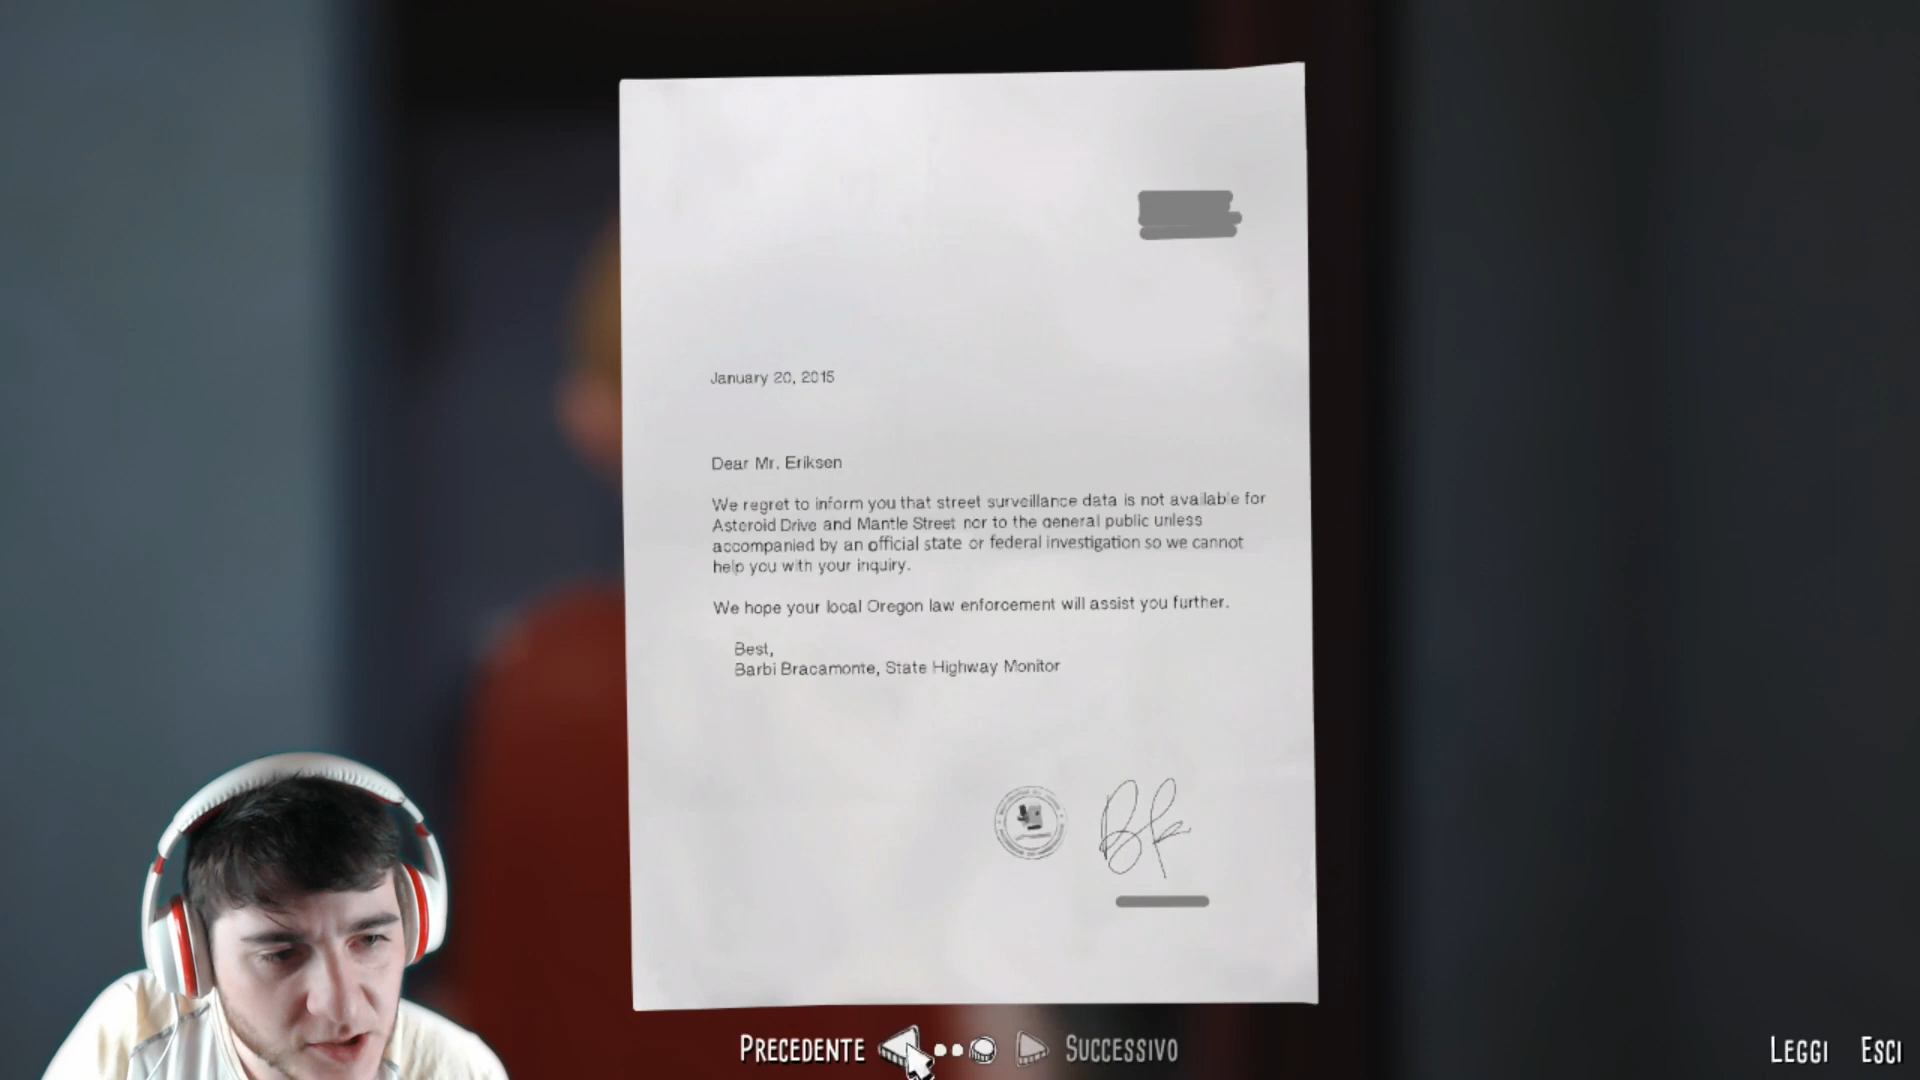 January 20, 2015
Dear Mr. Eriksen
We regret to inform you that street surveillance data is not available for
Asteroid Drive and Mantle Street nor to the general public unless
accompanied by an official state or federal investigation so we cannot
help you with your inquiry.
We hope your local Oregon law enforcement will assist you further.
Best,
Barbi Bracamonte, State Highway Monitor
PRECEDENTE
SUCCESSIVO
LEGGI
ESCI